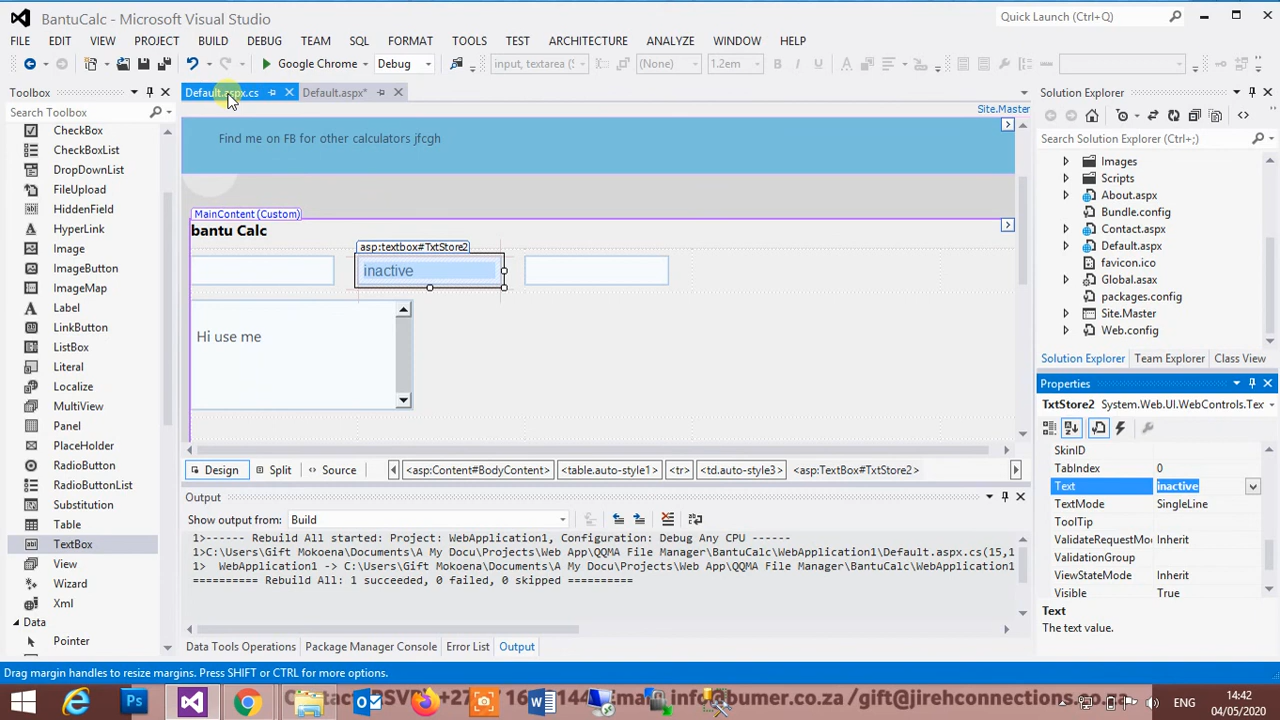 BantuCalc - Microsoft Visual Studio
Quick Launch (Ctrl+Q)
FILE EDIT VIEW PROJECT BUILD DEBUG TEAM SQL FORMAT TOOLS TEST ARCHITECTURE ANALYZE WINDOW HELP
Google Chrome Debug input, textarea (S (None) 1.2em B I U A
Toolbox
Search Toolbox
CheckBox
CheckBoxList
DropDownList
FileUpload
HiddenField
HyperLink
Image
ImageButton
ImageMap
Label
LinkButton
ListBox
Literal
Localize
MultiView
Panel
PlaceHolder
RadioButton
RadioButtonList
Substitution
Table
TextBox
View
Wizard
Xml
Data
Pointer
Default.aspx.cs Default.aspx*
Site.Master
Find me on FB for other calculators jfcgh
MainContent (Custom)
bantu Calc
asp:textbox#TxtStore2
inactive
Hi use me
Design Split Source <asp:Content#BodyContent> <table.auto-style1> <tr> <td.auto-style3> <asp:TextBox#TxtStore2>
Output
Show output from: Build
1>------ Rebuild All started: Project: WebApplication1, Configuration: Debug Any CPU ------
1>C:\Users\Gift Mokoena\Documents\A My Docu\Projects\Web App\QQMA File Manager\BantuCalc\WebApplication1\Default.aspx.cs(15,1
1> WebApplication1 -> C:\Users\Gift Mokoena\Documents\A My Docu\Projects\Web App\QQMA File Manager\BantuCalc\WebApplication1
========== Rebuild All: 1 succeeded, 0 failed, 0 skipped ==========
Data Tools Operations Package Manager Console Error List Output
Solution Explorer
Search Solution Explorer (Ctrl+;)
Images
Scripts
About.aspx
Bundle.config
Contact.aspx
Default.aspx
favicon.ico
Global.asax
packages.config
Site.Master
Web.config
Solution Explorer Team Explorer Class View
Properties
TxtStore2 System.Web.UI.WebControls.Tex
SkinID
TabIndex 0
Text inactive
TextMode SingleLine
ToolTip
ValidateRequestMo Inherit
ValidationGroup
ViewStateMode Inherit
Visible True
Text
The text value.
Drag margin handles to resize margins. Press SHIFT or CTRL for more options.
14:42
04/05/2020